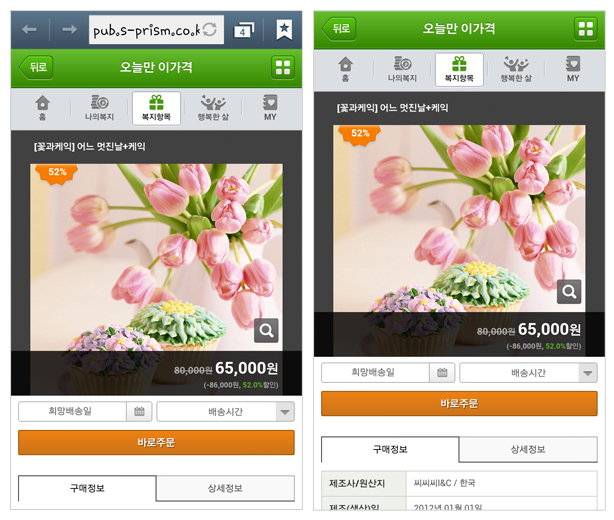 pub.s-prism.co.k
4
뒤로
오늘만 이가격
홈
나의복지
복지항목
행복한 삶
MY
[꽃과케익] 어느 멋진날+케익
52%
80,000원 65,000원
(-86,000원, 52.0%할인)
희망배송일
배송시간
바로주문
구매정보
상세정보
뒤로
오늘만 이가격
홈
나의복지
복지항목
행복한 삶
MY
[꽃과케익] 어느 멋진날+케익
52%
80,000원 65,000원
(-86,000원, 52.0%할인)
희망배송일
배송시간
바로주문
구매정보
상세정보
제조사/원산지
씨씨씨I&C / 한국
제조(생산)일
2012년 01월 01일